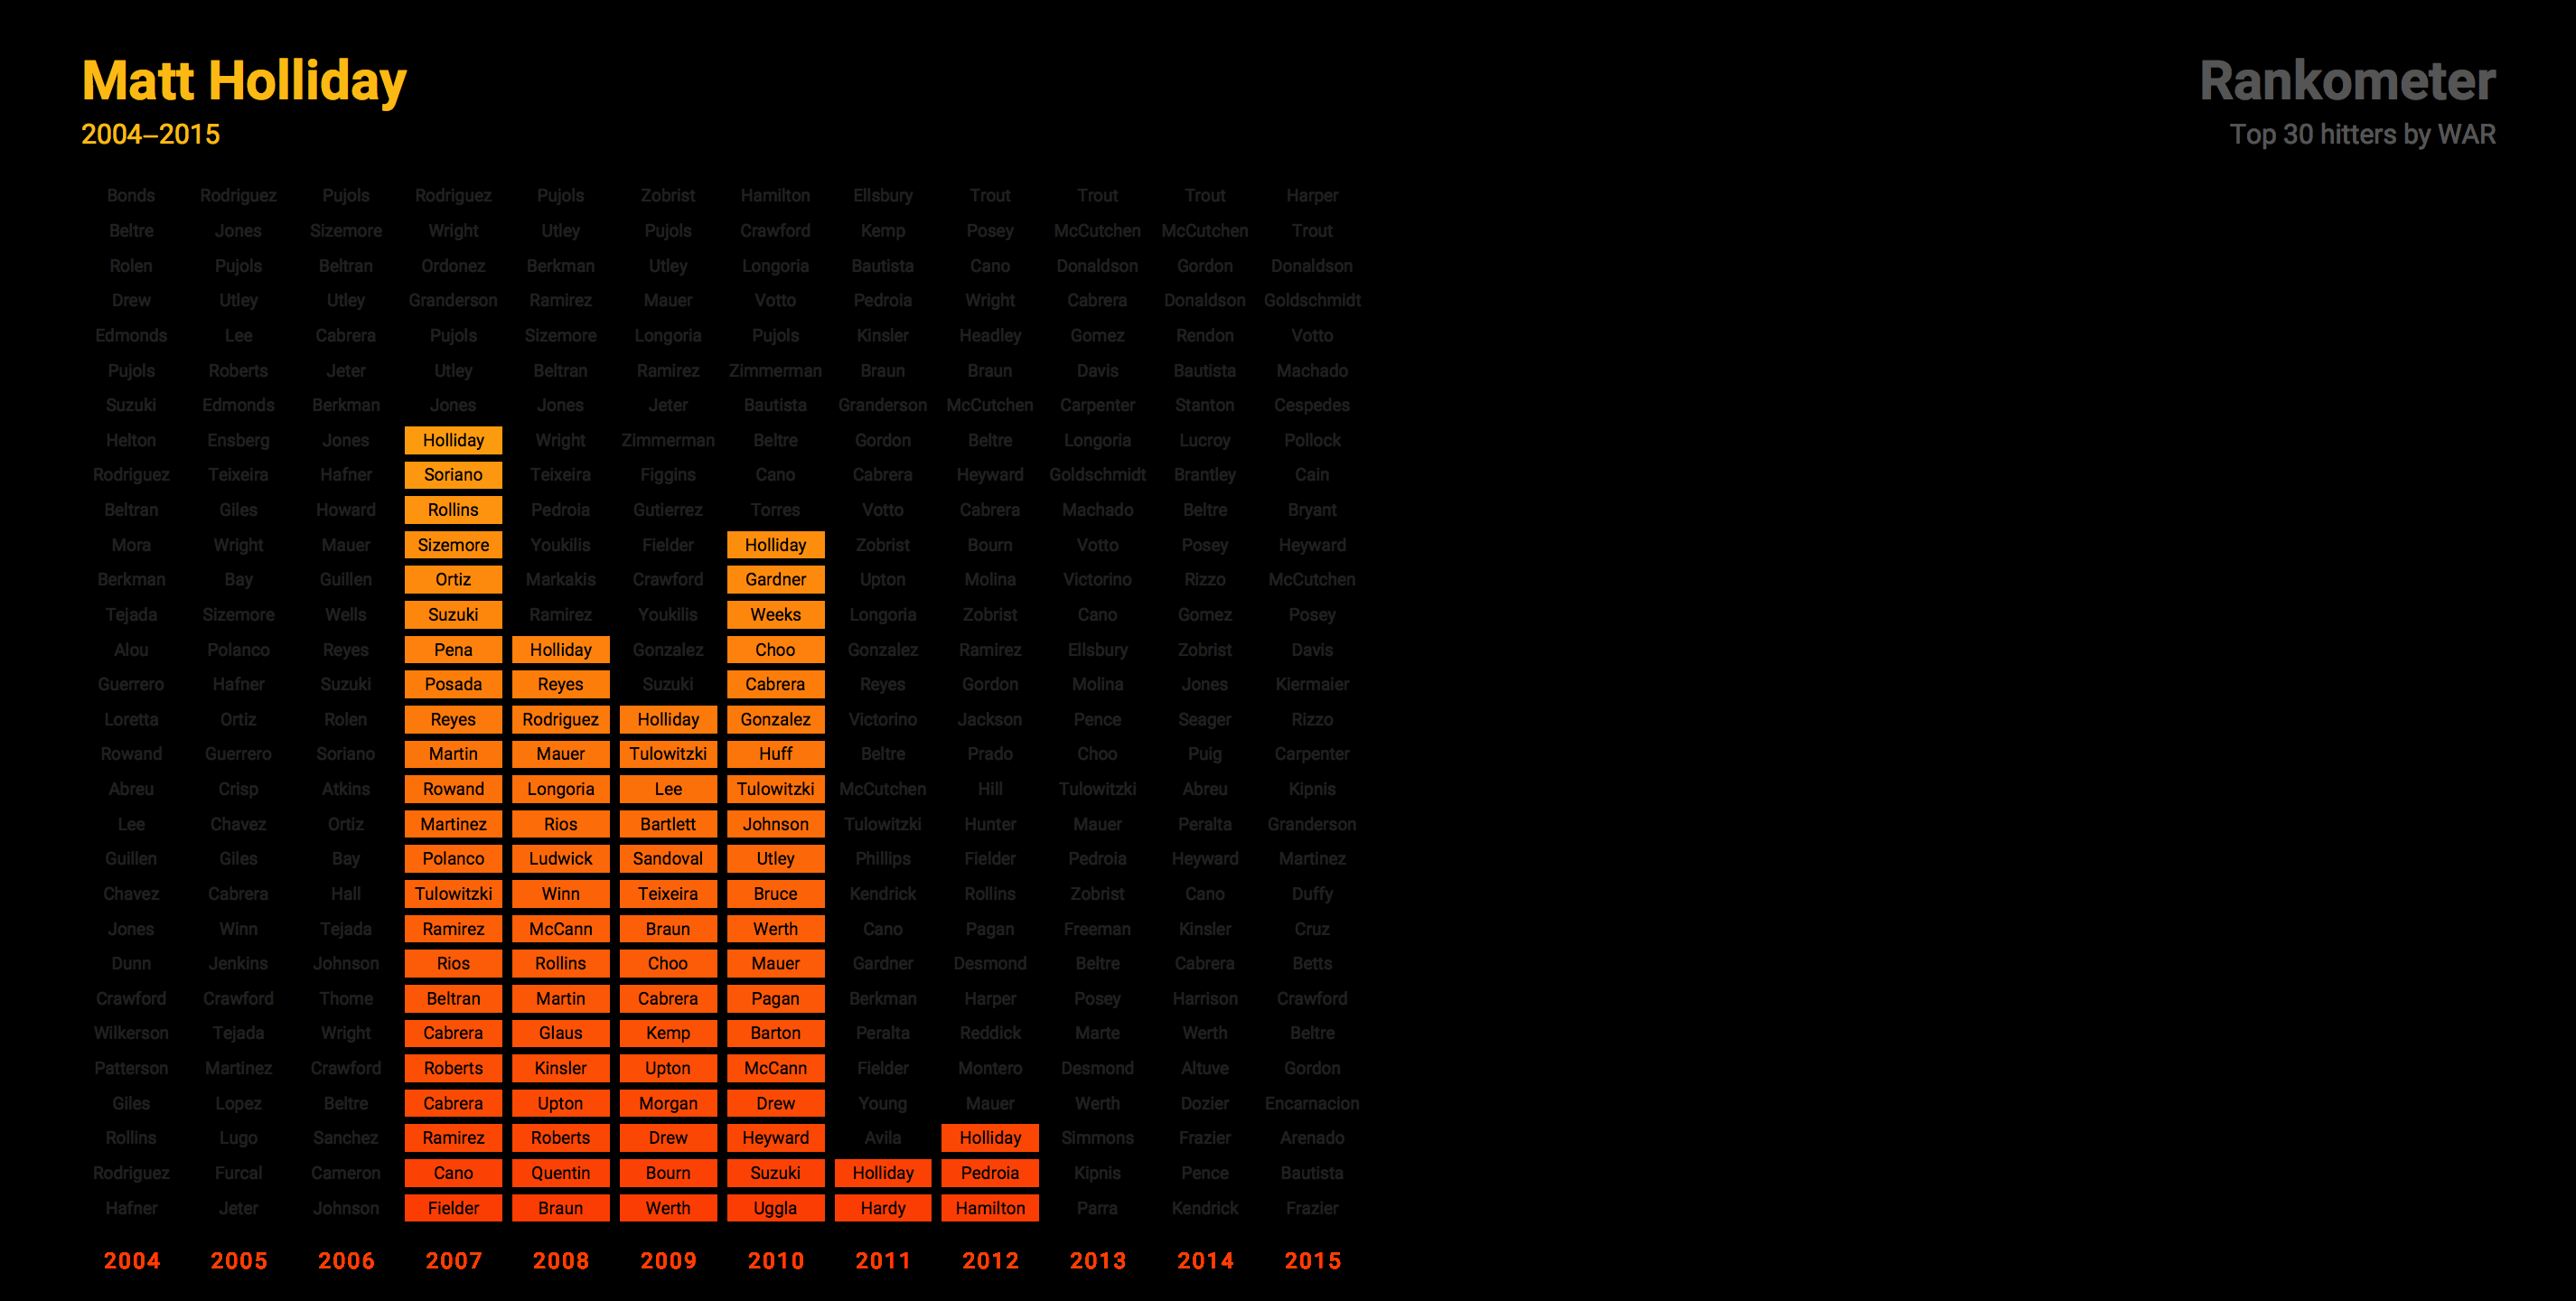 Matt Holliday
2004–2015
Rankometer
Top 30 hitters by WAR
Bonds Rodriguez Pujols Rodriguez Pujols Zobrist Hamilton Ellsbury Trout Trout Trout Harper
Beltre Jones Sizemore Wright Utley Pujols Crawford Kemp Posey McCutchen McCutchen Trout
Rolen Pujols Beltran Ordonez Berkman Utley Longoria Bautista Cano Donaldson Gordon Donaldson
Drew Utley Utley Granderson Ramirez Mauer Votto Pedroia Wright Cabrera Donaldson Goldschmidt
Edmonds Lee Cabrera Pujols Sizemore Longoria Pujols Kinsler Headley Gomez Rendon Votto
Pujols Roberts Jeter Utley Beltran Ramirez Zimmerman Braun Braun Davis Bautista Machado
Suzuki Edmonds Berkman Jones Jones Jeter Bautista Granderson McCutchen Carpenter Stanton Cespedes
Helton Ensberg Jones Holliday Wright Zimmerman Beltre Gordon Beltre Longoria Lucroy Pollock
Rodriguez Teixeira Hafner Soriano Teixeira Figgins Cano Cabrera Heyward Goldschmidt Brantley Cain
Beltran Giles Howard Rollins Pedroia Gutierrez Torres Votto Cabrera Machado Beltre Bryant
Mora Wright Mauer Sizemore Youkilis Fielder Holliday Zobrist Bourn Votto Posey Heyward
Berkman Bay Guillen Ortiz Markakis Crawford Gardner Upton Molina Victorino Rizzo McCutchen
Tejada Sizemore Wells Suzuki Ramirez Youkilis Weeks Longoria Zobrist Cano Gomez Posey
Alou Polanco Reyes Pena Holliday Gonzalez Choo Gonzalez Ramirez Ellsbury Zobrist Davis
Guerrero Hafner Suzuki Posada Reyes Suzuki Cabrera Reyes Gordon Molina Jones Kiermaier
Loretta Ortiz Rolen Reyes Rodriguez Holliday Gonzalez Victorino Jackson Pence Seager Rizzo
Rowand Guerrero Soriano Martin Mauer Tulowitzki Huff Beltre Prado Choo Puig Carpenter
Abreu Crisp Atkins Rowand Longoria Lee Tulowitzki McCutchen Hill Tulowitzki Abreu Kipnis
Lee Chavez Ortiz Martinez Rios Bartlett Johnson Tulowitzki Hunter Mauer Peralta Granderson
Guillen Giles Bay Polanco Ludwick Sandoval Utley Phillips Fielder Pedroia Heyward Martinez
Chavez Cabrera Hall Tulowitzki Winn Teixeira Bruce Kendrick Rollins Zobrist Cano Duffy
Jones Winn Tejada Ramirez McCann Braun Werth Cano Pagan Freeman Kinsler Cruz
Dunn Jenkins Johnson Rios Rollins Choo Mauer Gardner Desmond Beltre Cabrera Betts
Crawford Crawford Thome Beltran Martin Cabrera Pagan Berkman Harper Posey Harrison Crawford
Wilkerson Tejada Wright Cabrera Glaus Kemp Barton Peralta Reddick Marte Werth Beltre
Patterson Martinez Crawford Roberts Kinsler Upton McCann Fielder Montero Desmond Altuve Gordon
Giles Lopez Beltre Cabrera Upton Morgan Drew Young Mauer Werth Dozier Encarnacion
Rollins Lugo Sanchez Ramirez Roberts Drew Heyward Avila Holliday Simmons Frazier Arenado
Rodriguez Furcal Cameron Cano Quentin Bourn Suzuki Holliday Pedroia Kipnis Pence Bautista
Hafner Jeter Johnson Fielder Braun Werth Uggla Hardy Hamilton Parra Kendrick Frazier
2004 2005 2006 2007 2008 2009 2010 2011 2012 2013 2014 2015